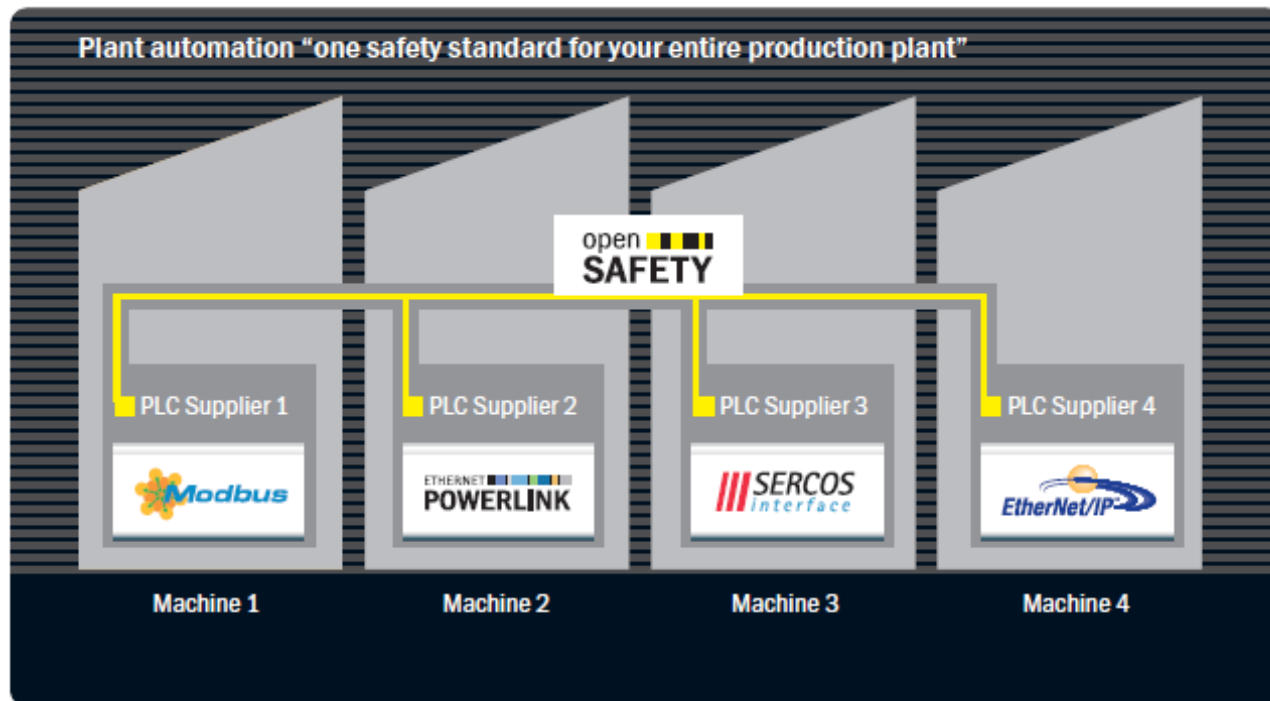 Plant automation “one safety standard for your entire production plant”
open
SAFETY
PLC Supplier 1
PLC Supplier 2
PLC Supplier 3
PLC Supplier 4
Modbus
ETHERNET
POWERLINK
SERCOS
interface
EtherNet/IP™
Machine 1
Machine 2
Machine 3
Machine 4